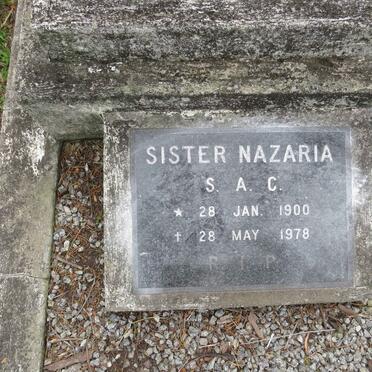 SISTER NAZARIA
S. A. C.
★ 28 JAN. 1900
† 28 MAY 1978
R. I. P.